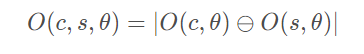 O(c, s, θ) = |O(c, θ) ⊖ O(s, θ)|